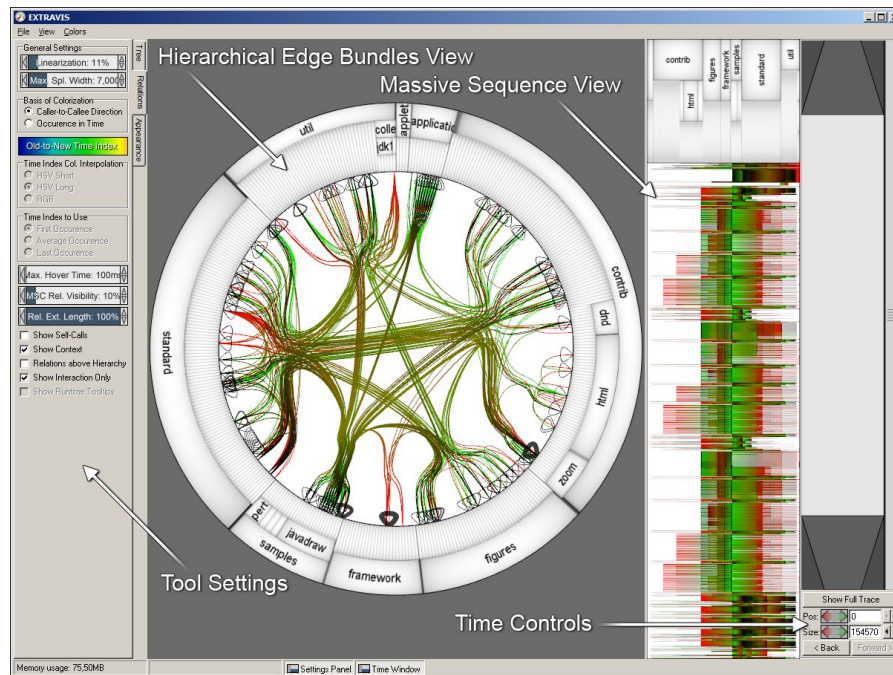 EXTRAVIS
File View Colors
General Settings
Linearization: 11%
Max Spl. Width: 7,000
Basis of Colorization
Caller-to-Callee Direction
Occurence in Time
Old-to-New Time Index
Time Index Col. Interpolation
HSV Short
HSV Long
RGB
Time Index to Use
First Occurence
Average Occurence
Last Occurence
Max. Hover Time: 100ms
MSC Rel. Visibility: 10%
Rel. Ext. Length: 100%
Show Self-Calls
Show Context
Relations above Hierarchy
Show Interaction Only
Show Runtime Tooltips
Tree
Relations
Appearance
Hierarchical Edge Bundles View
Massive Sequence View
Tool Settings
Time Controls
util
colle
jdk1
applet
applicatio
contrib
dnd
html
zoom
figures
framework
samples
javadraw
pert
standard
contrib
html
figures
framework
samples
standard
util
Show Full Trace
Pos: 0
Size: 154570
< Back Forward >
Memory usage: 75,50MB
Settings Panel
Time Window